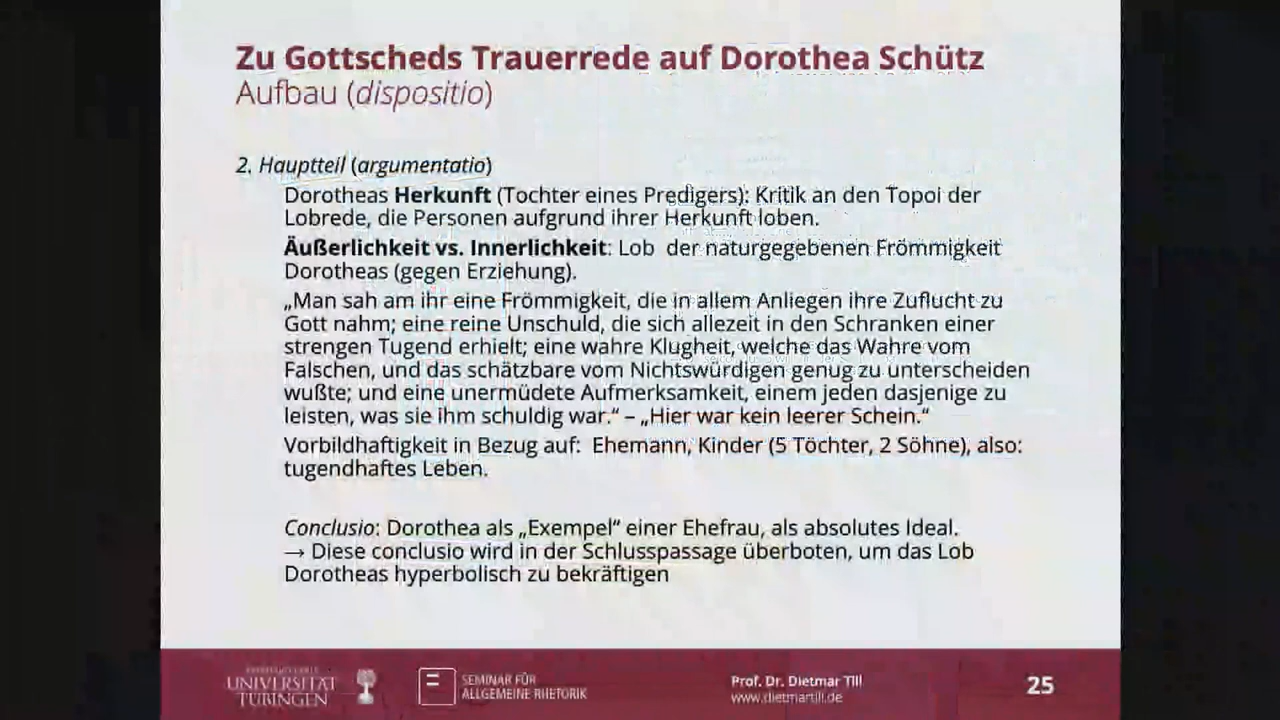 Zu Gottscheds Trauerrede auf Dorothea Schütz
Aufbau (dispositio)
2. Hauptteil (argumentatio)
Dorotheas Herkunft (Tochter eines Predigers): Kritik an den Topoi der
Lobrede, die Personen aufgrund ihrer Herkunft loben.
Äußerlichkeit vs. Innerlichkeit: Lob der naturgegebenen Frömmigkeit
Dorotheas (gegen Erziehung).
„Man sah am ihr eine Frömmigkeit, die in allem Anliegen ihre Zuflucht zu
Gott nahm; eine reine Unschuld, die sich allezeit in den Schranken einer
strengen Tugend erhielt; eine wahre Klugheit, welche das Wahre vom
Falschen, und das schätzbare vom Nichtswürdigen genug zu unterscheiden
wußte; und eine unermüdete Aufmerksamkeit, einem jeden dasjenige zu
leisten, was sie ihm schuldig war.“ – „Hier war kein leerer Schein.“
Vorbildhaftigkeit in Bezug auf: Ehemann, Kinder (5 Töchter, 2 Söhne), also:
tugendhaftes Leben.
Conclusio: Dorothea als „Exempel“ einer Ehefrau, als absolutes Ideal.
→ Diese conclusio wird in der Schlusspassage überboten, um das Lob
Dorotheas hyperbolisch zu bekräftigen
UNIVERSITÄT
TÜBINGEN
SEMINAR FÜR
ALLGEMEINE RHETORIK
Prof. Dr. Dietmar Till
www.dietmartill.de
25